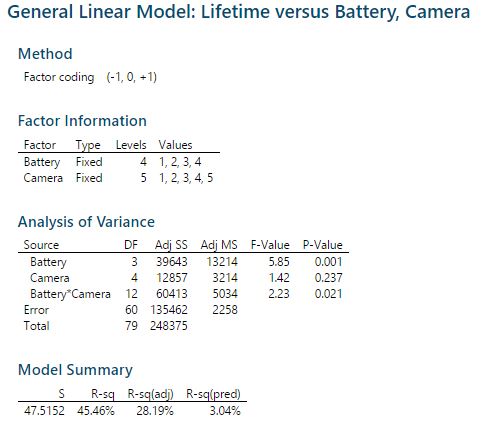 General Linear Model: Lifetime versus Battery, Camera
Method
Factor coding (-1, 0, +1)
Factor Information
Factor Type Levels Values
Battery Fixed 4 1, 2, 3, 4
Camera Fixed 5 1, 2, 3, 4, 5
Analysis of Variance
Source DF Adj SS Adj MS F-Value P-Value
Battery 3 39643 13214 5.85 0.001
Camera 4 12857 3214 1.42 0.237
Battery*Camera 12 60413 5034 2.23 0.021
Error 60 135462 2258
Total 79 248375
Model Summary
S R-sq R-sq(adj) R-sq(pred)
47.5152 45.46% 28.19% 3.04%